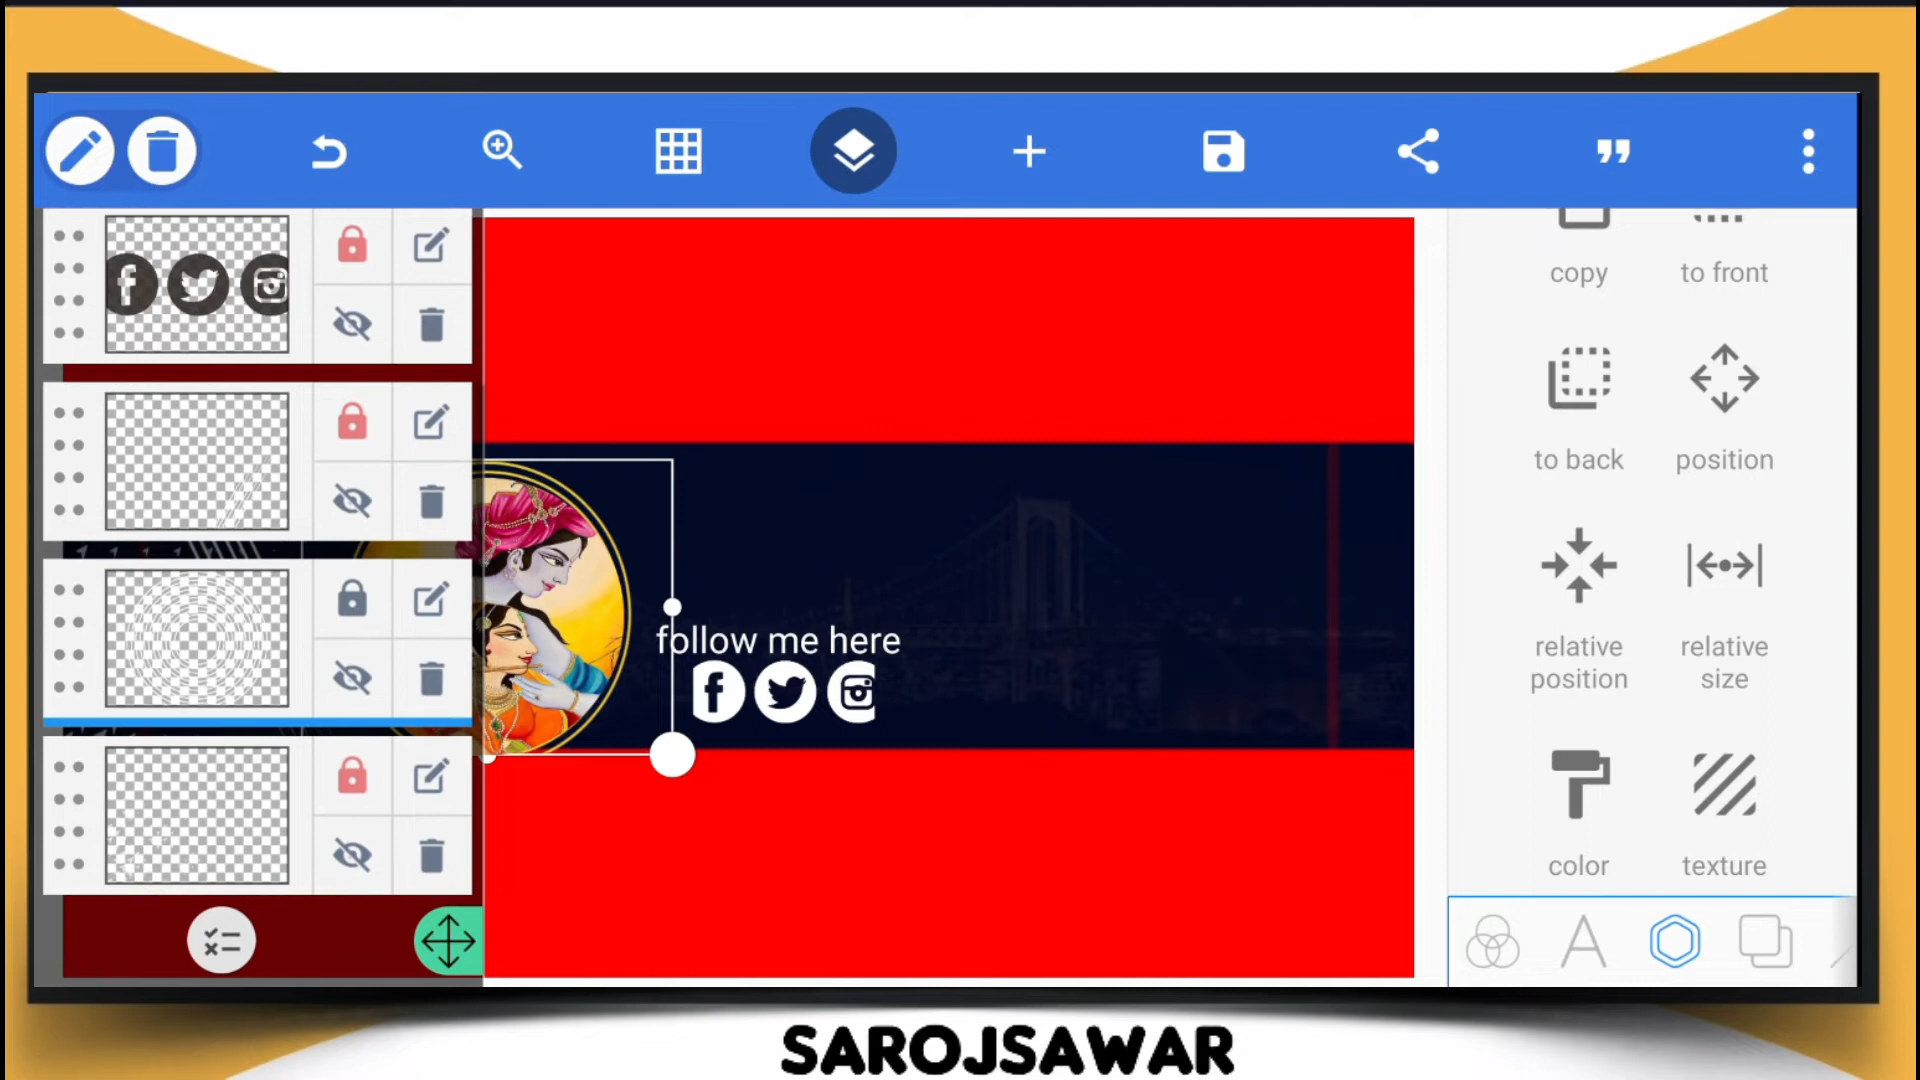 copy
to front
to back
position
follow me here
relative position
relative size
color
texture
SAROJSAWAR